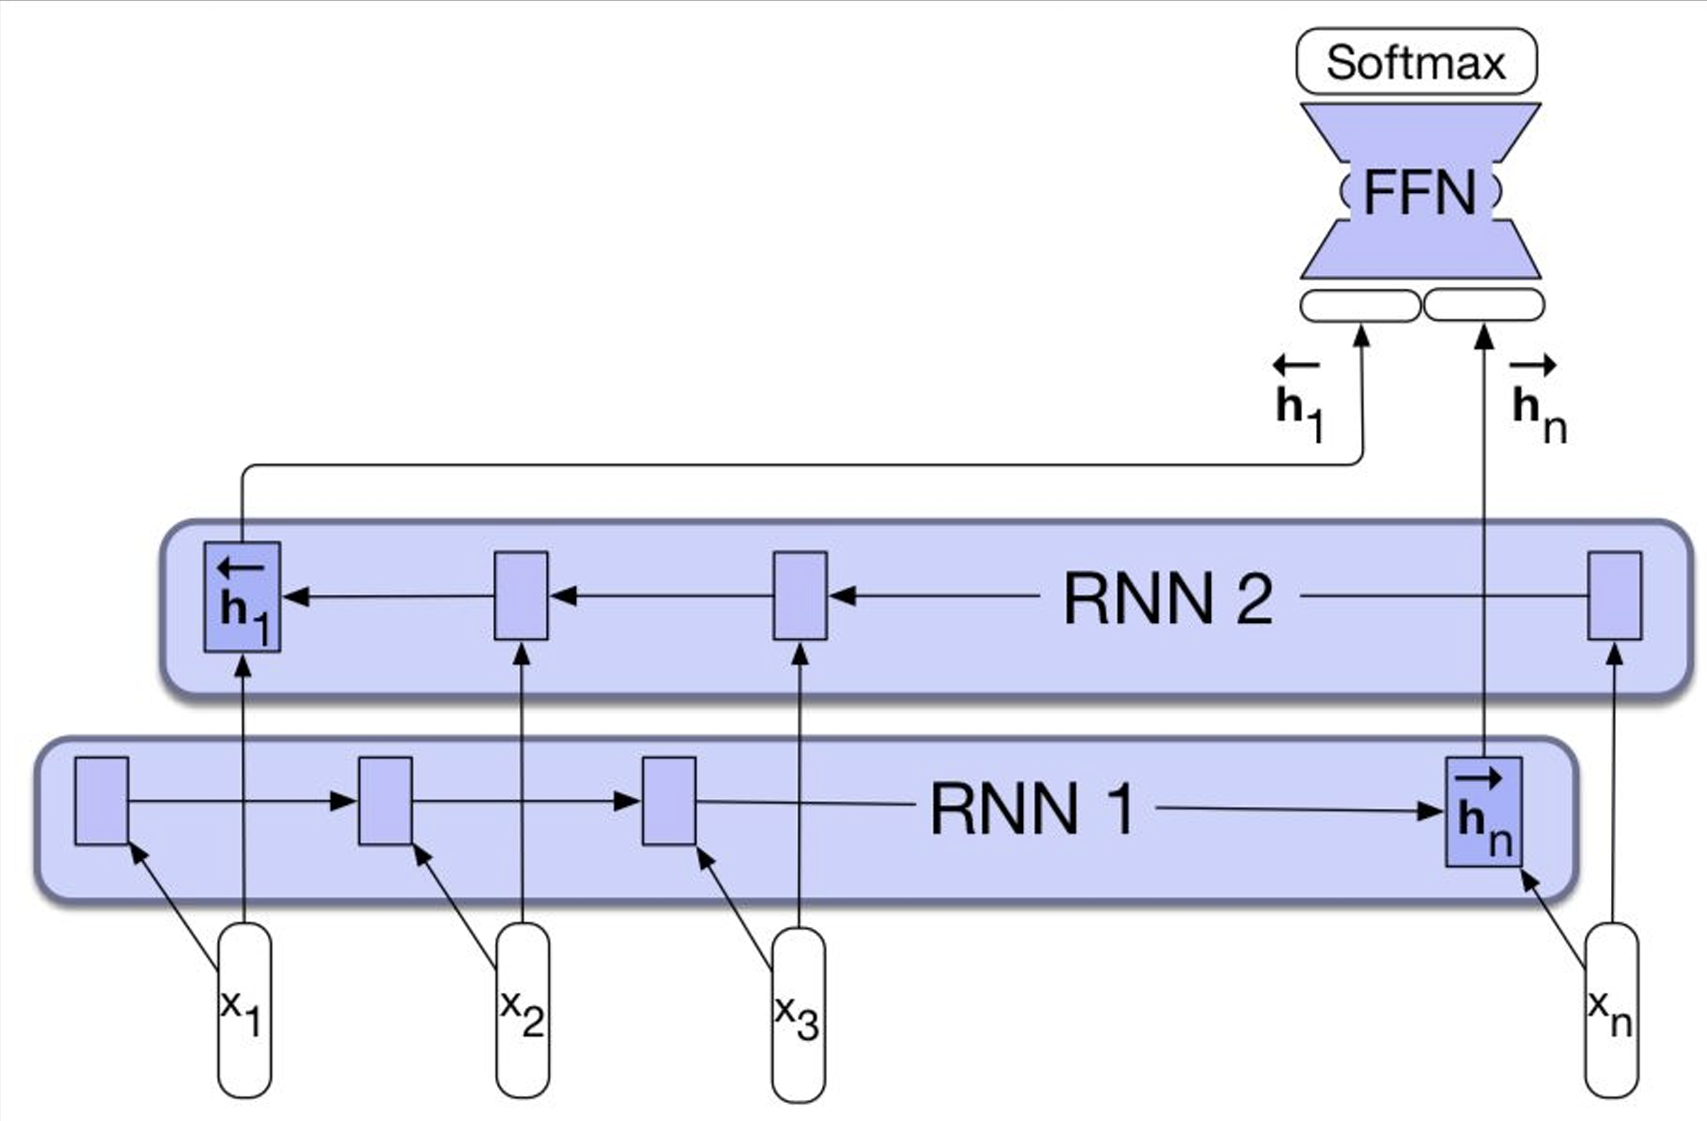 Softmax
FFN
←h₁ →hₙ
←h₁ RNN 2
RNN 1 →hₙ
x₁ x₂ x₃ xₙ